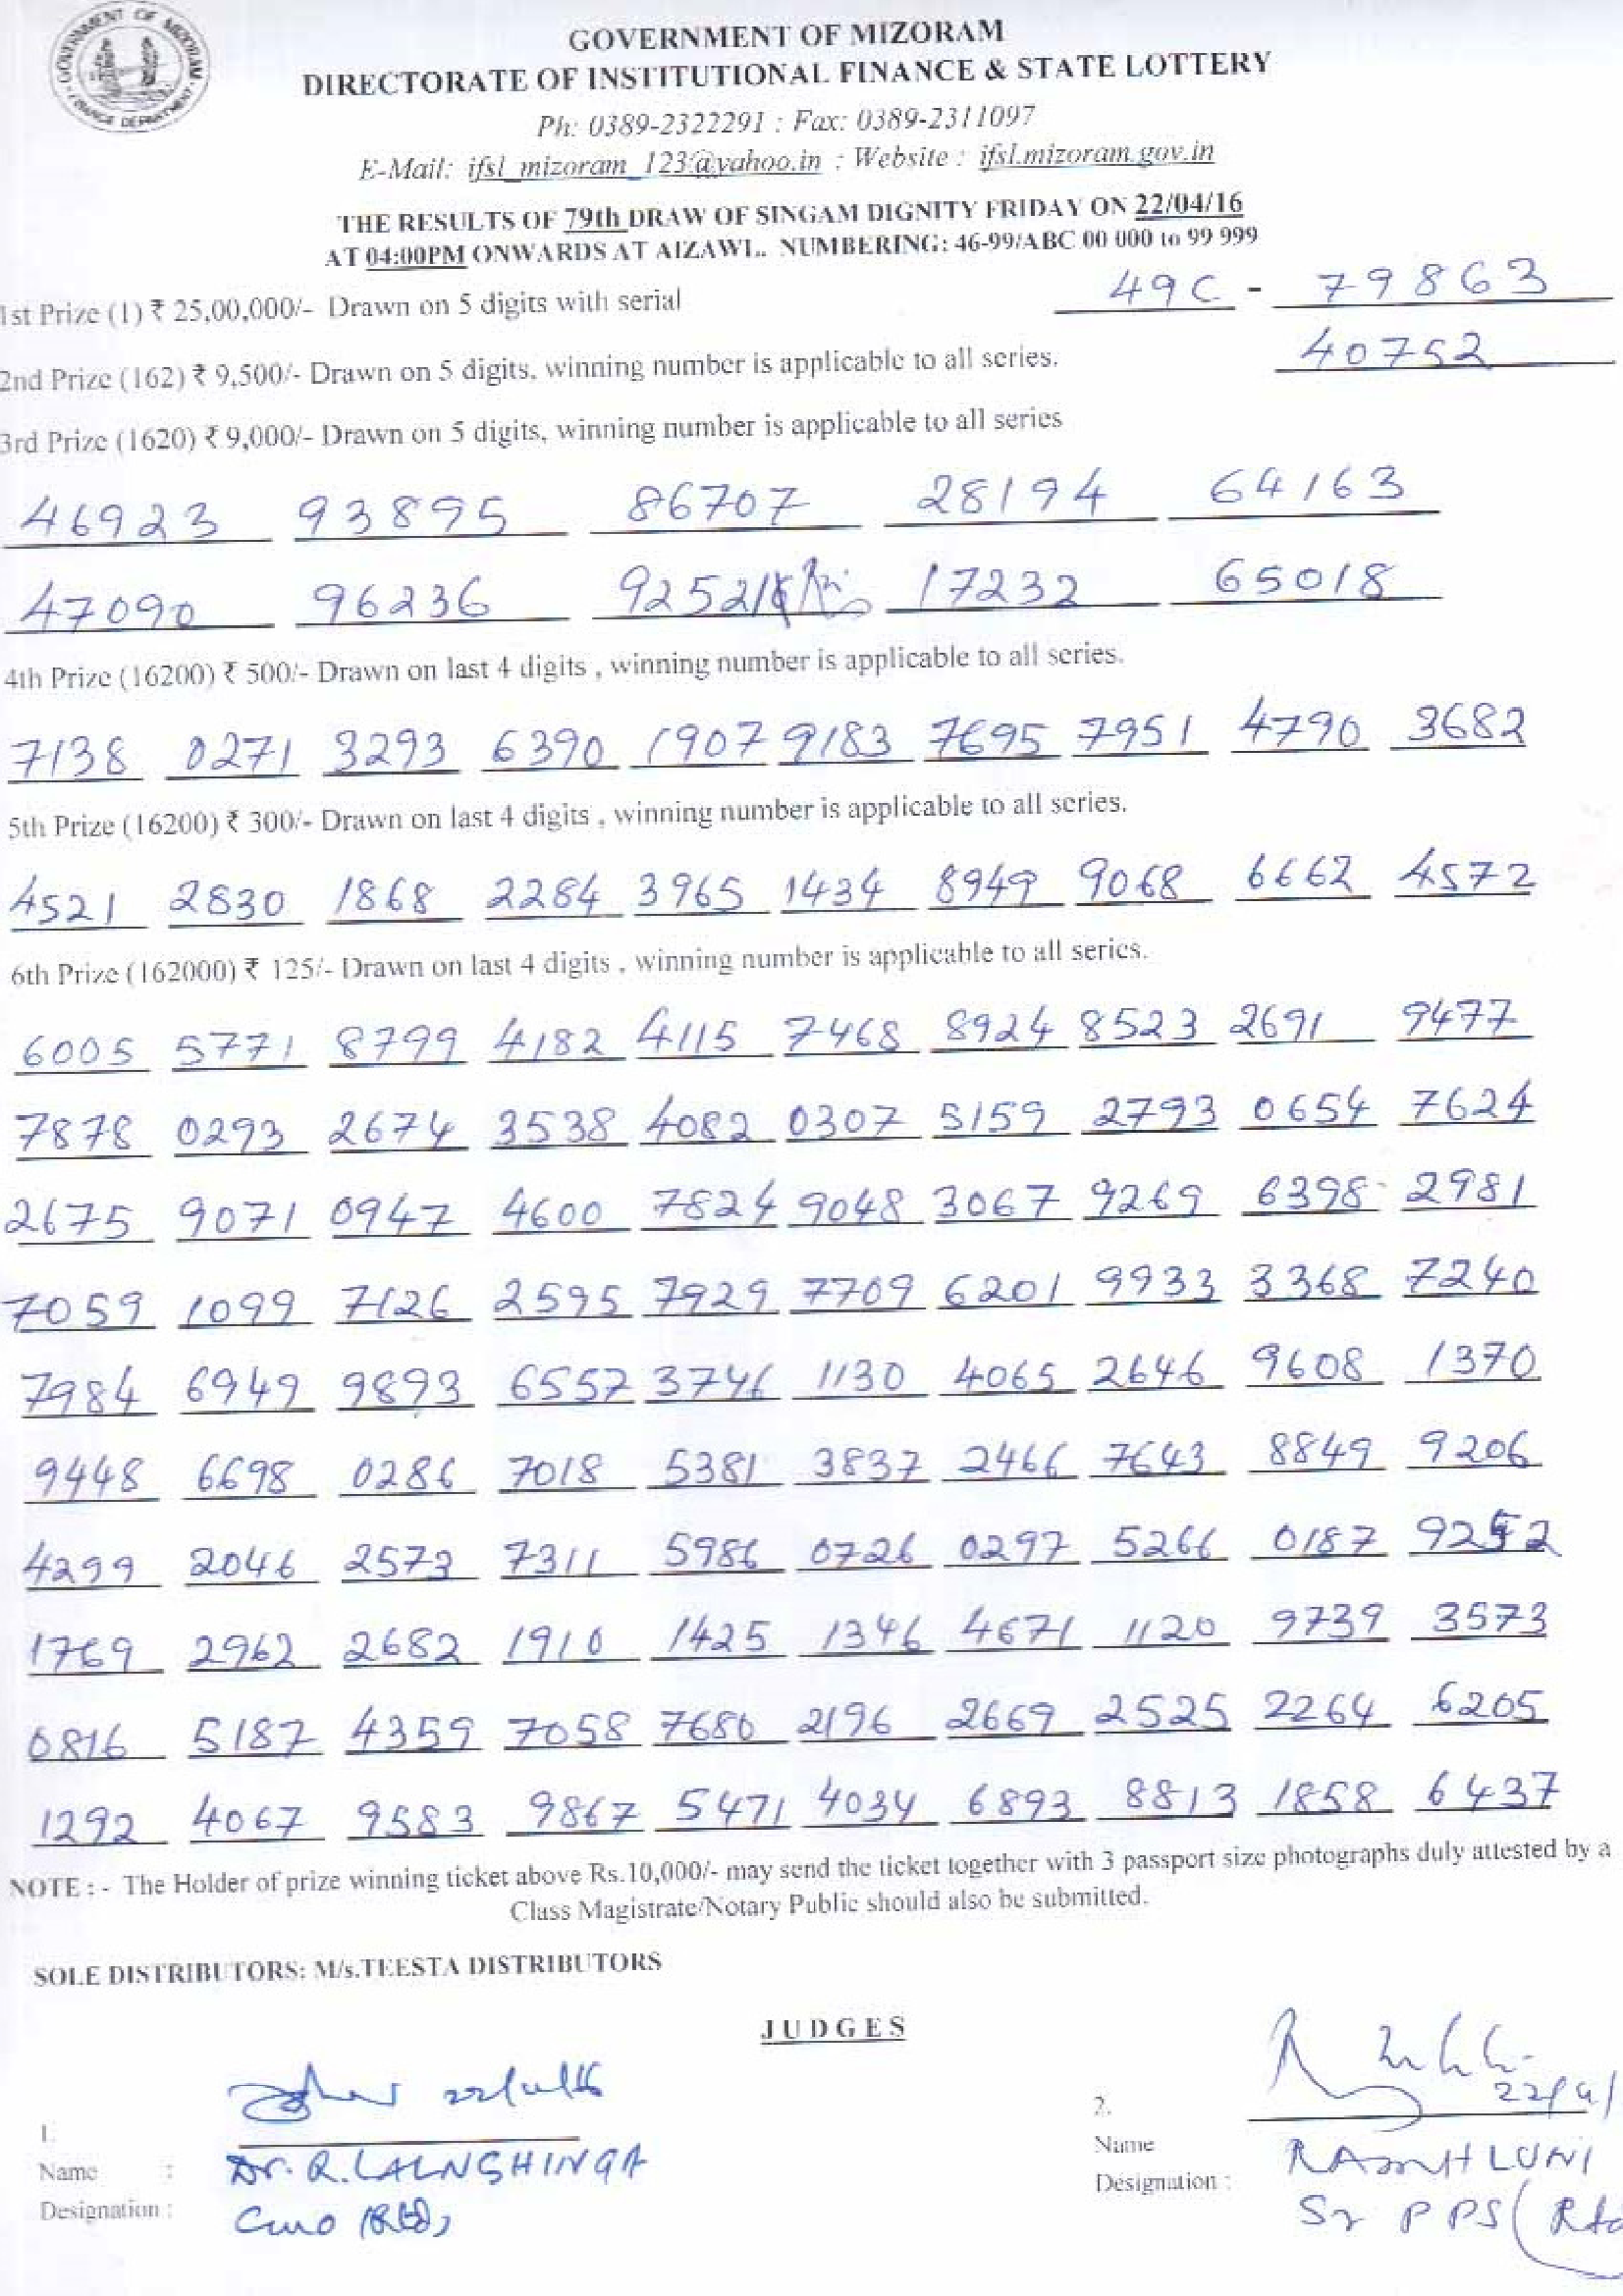 GOVERNMENT OF MIZORAM
DIRECTORATE OF INSTITUTIONAL FINANCE & STATE LOTTERY
Ph: 0389-2322291 : Fax: 0389-2311097
E-Mail: ifsl_mizoram_123@yahoo.in : Website : ifsl.mizoram.gov.in
THE RESULTS OF 79th DRAW OF SINGAM DIGNITY FRIDAY ON 22/04/16
AT 04:00PM ONWARDS AT AIZAWL. NUMBERING: 46-99/ABC 00 000 to 99 999
1st Prize (1) ₹ 25,00,000/- Drawn on 5 digits with serial 49C - 79863
2nd Prize (162) ₹ 9,500/- Drawn on 5 digits, winning number is applicable to all series. 40752
3rd Prize (1620) ₹ 9,000/- Drawn on 5 digits, winning number is applicable to all series
46923 93895 86707 28194 64163
47090 96236 92521 17232 65018
4th Prize (16200) ₹ 500/- Drawn on last 4 digits , winning number is applicable to all series.
7138 0271 3293 6390 1907 9183 7695 7951 4790 3682
5th Prize (16200) ₹ 300/- Drawn on last 4 digits , winning number is applicable to all series.
4521 2830 1868 2284 3965 1434 8949 9068 6662 4572
6th Prize (162000) ₹ 125/- Drawn on last 4 digits , winning number is applicable to all series.
6005 5771 8799 4182 4115 7468 8924 8523 2691 9477
7878 0293 2674 3538 4082 0307 5159 2793 0654 7624
2675 9071 0947 4600 7824 9048 3067 9269 6398 2981
7059 1099 7126 2595 7929 7709 6201 9933 3368 7240
7984 6949 9893 6557 3746 1130 4065 2646 9608 1370
9448 6698 0286 7018 5381 3837 2466 7643 8849 9206
4299 2046 2573 7311 5986 0726 0297 5266 0187
1769 2962 2682 1910 1425 1346 4671 1120 9739 3573
0816 5187 4359 7058 7680 2196 2669 2525 2264 6205
1292 4067 9583 9867 5471 4034 6893 8813 1858 6437
NOTE : - The Holder of prize winning ticket above Rs.10,000/- may send the ticket together with 3 passport size photographs duly attested by a
Class Magistrate/Notary Public should also be submitted.
SOLE DISTRIBUTORS: M/s.TEESTA DISTRIBUTORS
JUDGES
1.
Name : Dr. R. LALNGHINGA
Designation : CMO (Rtd)
2.
Name RAMHLUNI
Designation : Sr PPS (Rtd